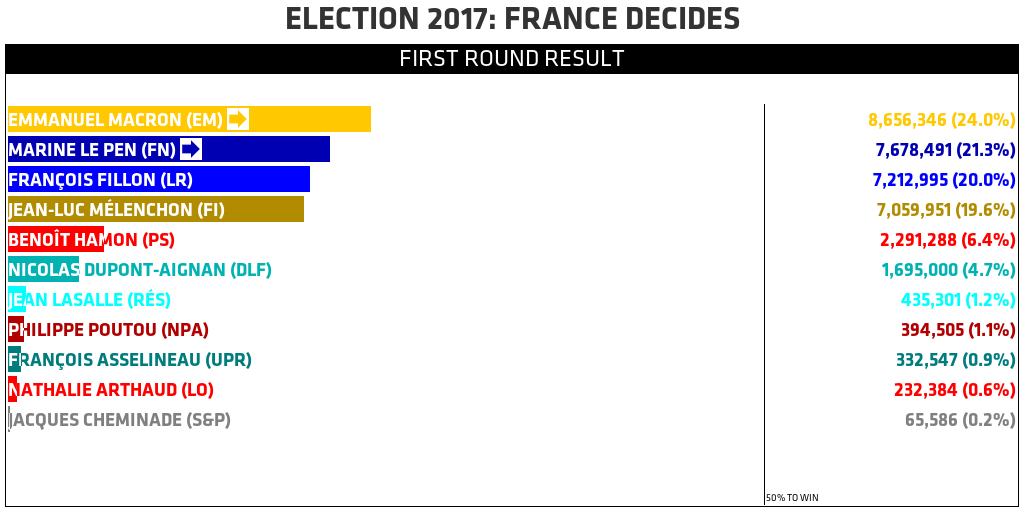 ELECTION 2017: FRANCE DECIDES
FIRST ROUND RESULT
EMMANUEL MACRON (EM) 8,656,346 (24.0%)
MARINE LE PEN (FN) 7,678,491 (21.3%)
FRANÇOIS FILLON (LR) 7,212,995 (20.0%)
JEAN-LUC MÉLENCHON (FI) 7,059,951 (19.6%)
BENOÎT HAMON (PS) 2,291,288 (6.4%)
NICOLAS DUPONT-AIGNAN (DLF) 1,695,000 (4.7%)
JEAN LASALLE (RÉS) 435,301 (1.2%)
PHILIPPE POUTOU (NPA) 394,505 (1.1%)
FRANÇOIS ASSELINEAU (UPR) 332,547 (0.9%)
NATHALIE ARTHAUD (LO) 232,384 (0.6%)
JACQUES CHEMINADE (S&P) 65,586 (0.2%)
50% TO WIN